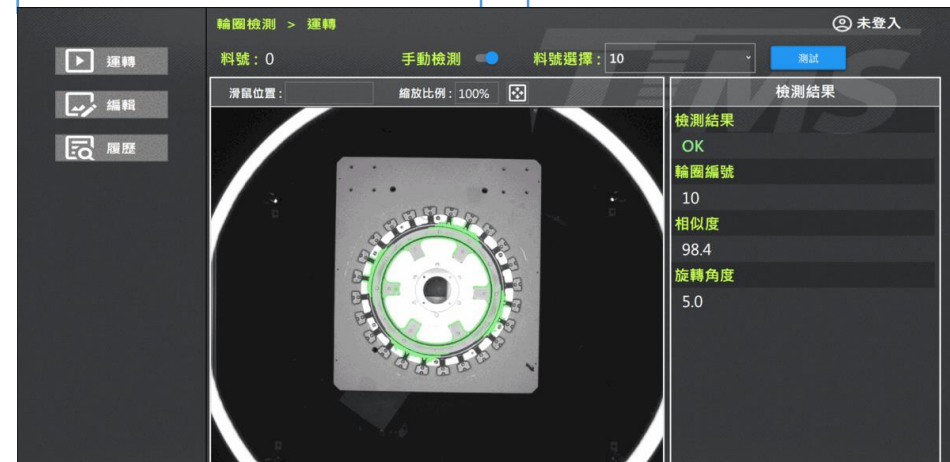 輪圈檢測 > 運轉
未登入
運轉
編輯
履歷
料號：0
手動檢測
料號選擇：10
測試
滑鼠位置：
縮放比例：100%
檢測結果
檢測結果
OK
輪圈編號
10
相似度
98.4
旋轉角度
5.0